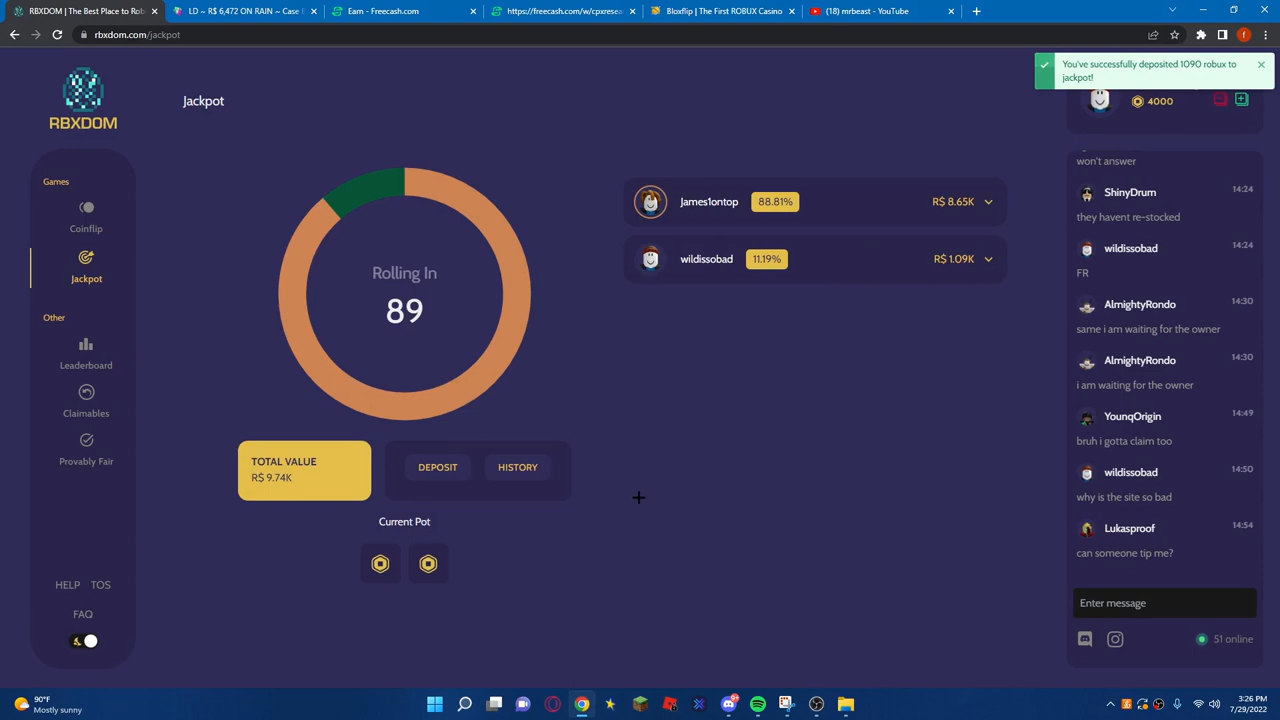 RBXDOM | The Best Place to Rob
LD ~ R$ 6,472 ON RAIN ~ Case B
Earn - Freecash.com
https://freecash.com/w/cpxresea
Bloxflip | The First ROBUX Casino
(18) mrbeast - YouTube
rbxdom.com/jackpot
You've successfully deposited 1090 robux to
jackpot!
4000
RBXDOM
Jackpot
Games
Coinflip
Jackpot
Other
Leaderboard
Claimables
Provably Fair
HELP TOS
FAQ
Rolling In
89
TOTAL VALUE
R$ 9.74K
DEPOSIT
HISTORY
Current Pot
James1ontop 88.81% R$ 8.65K
wildissobad 11.19% R$ 1.09K
won't answer
ShinyDrum 14:24
they havent re-stocked
wildissobad 14:24
FR
AlmightyRondo 14:30
same i am waiting for the owner
AlmightyRondo 14:30
i am waiting for the owner
YounqOrigin 14:49
bruh i gotta claim too
wildissobad 14:50
why is the site so bad
Lukasproof 14:54
can someone tip me?
Enter message
51 online
90°F
Mostly sunny
3:26 PM
7/29/2022